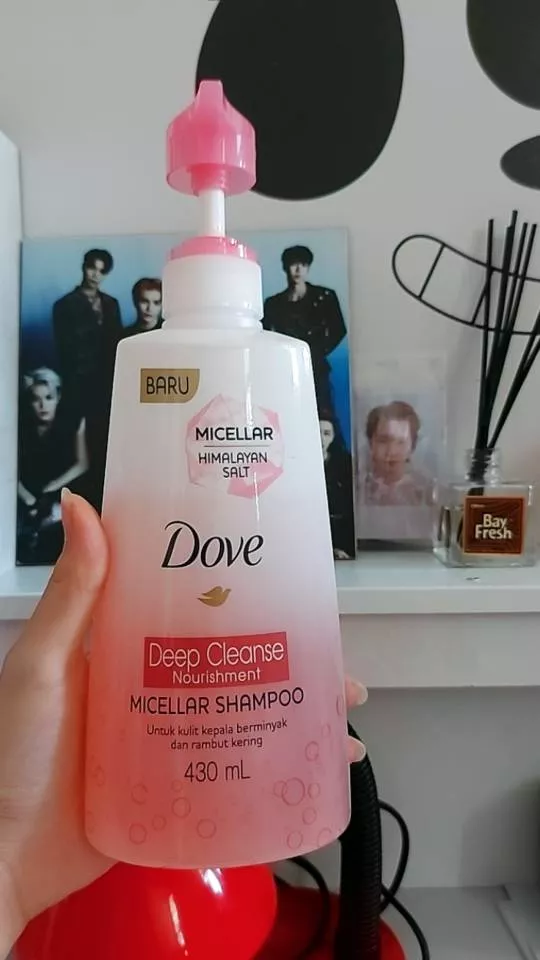 BARU
MICELLAR
HIMALAYAN
SALT
Dove
Deep Cleanse
Nourishment
MICELLAR SHAMPOO
Untuk kulit kepala berminyak
dan rambut kering
430 mL
Bay
Fresh